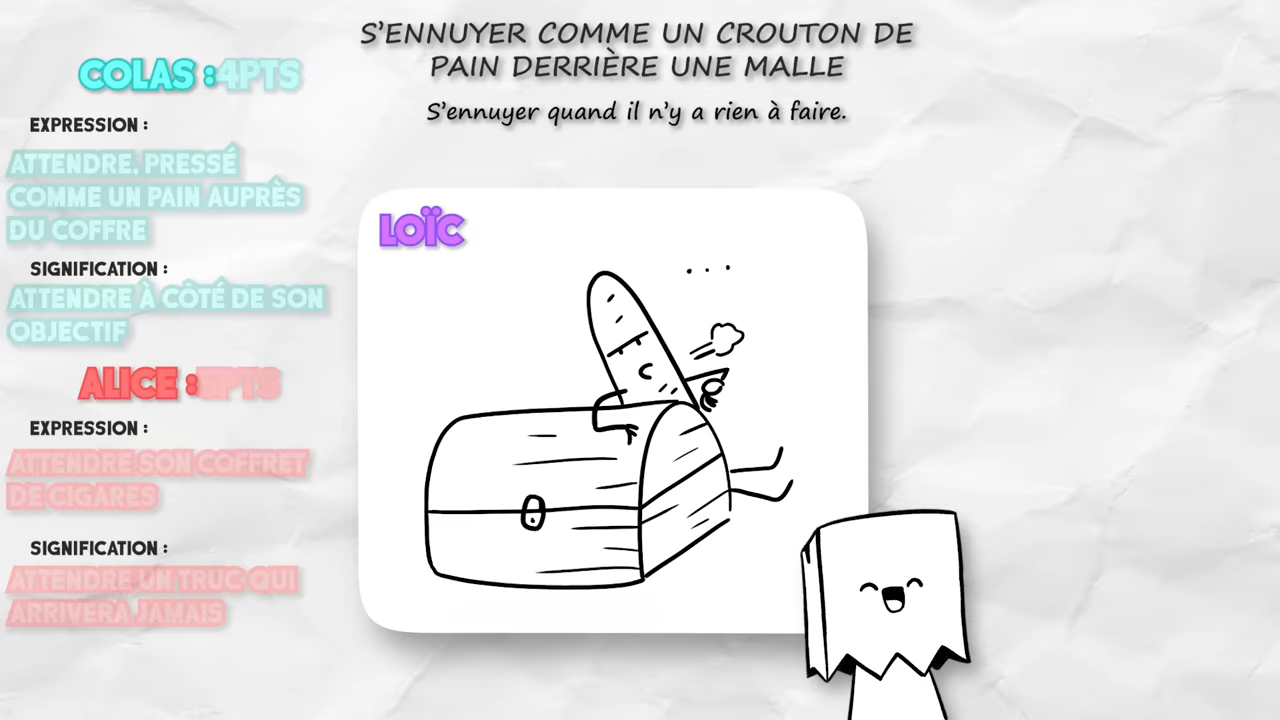 S'ENNUYER COMME UN CROUTON DE
PAIN DERRIÈRE UNE MALLE
S'ennuyer quand il n'y a rien à faire.
COLAS : 4PTS
EXPRESSION :
ATTENDRE, PRESSÉ
COMME UN PAIN AUPRÈS
DU COFFRE
SIGNIFICATION :
ATTENDRE À CÔTÉ DE SON
OBJECTIF
ALICE :
EXPRESSION :
ATTENDRE SON COFFRET
DE CIGARES
SIGNIFICATION :
ATTENDRE UN TRUC QUI
ARRIVERA JAMAIS
LOÏC
. . .